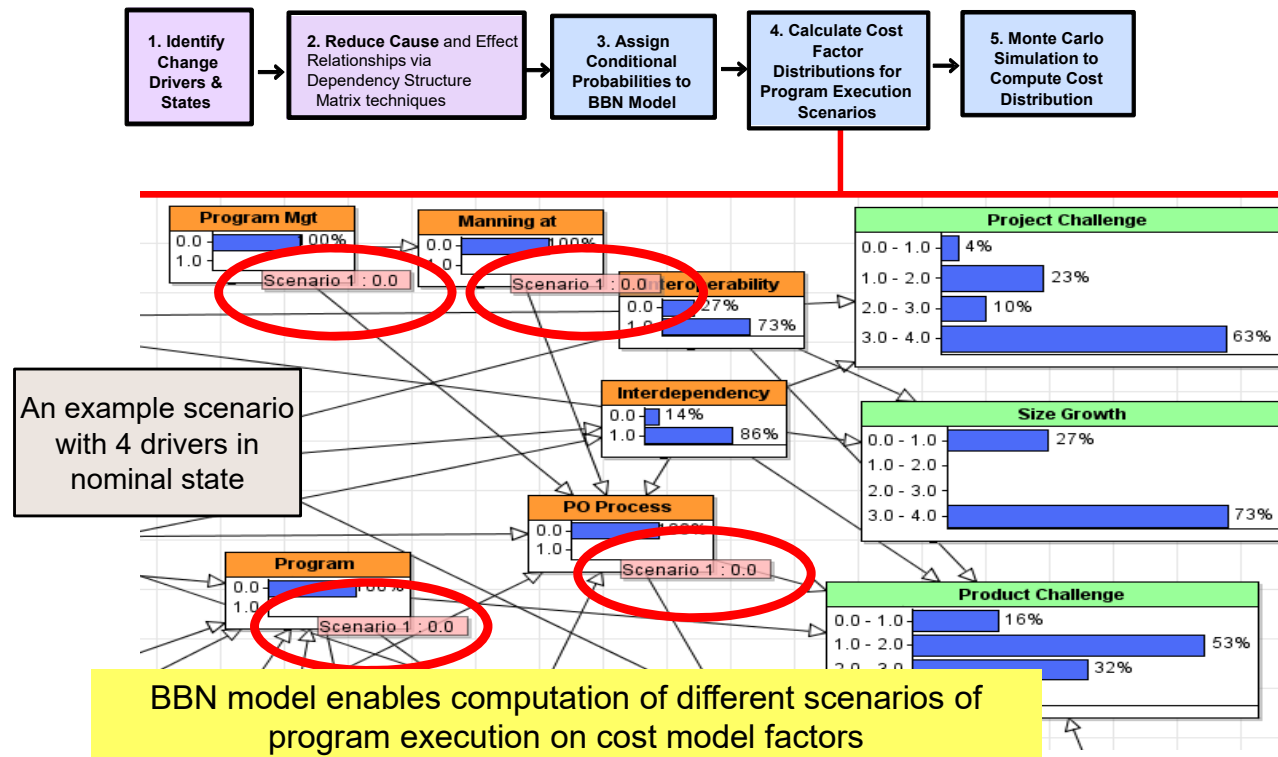 1. Identify
Change
Drivers &
States
2. Reduce Cause and Effect
Relationships via
Dependency Structure
Matrix techniques
3. Assign
Conditional
Probabilities to
BBN Model
4. Calculate Cost
Factor
Distributions for
Program Execution
Scenarios
5. Monte Carlo
Simulation to
Compute Cost
Distribution
Program Mgt
0.0
1.0
Scenario 1 : 0.0
Manning at
0.0
100%
1.0
Scenario 1 : 0.0
0.0
27%
73%
Project Challenge
0.0 - 1.0
4%
1.0 - 2.0
23%
2.0 - 3.0
10%
3.0 - 4.0
63%
An example scenario
with 4 drivers in
nominal state
Interdependency
0.0
14%
1.0
86%
Size Growth
0.0 - 1.0
27%
1.0 - 2.0
2.0 - 3.0
3.0 - 4.0
73%
PO Process
0.0
1.0
Scenario 1 : 0.0
Program
0.0
1.0
Scenario 1 : 0.0
Product Challenge
0.0 - 1.0
16%
1.0 - 2.0
53%
2.0 - 3.0
32%
BBN model enables computation of different scenarios of
program execution on cost model factors